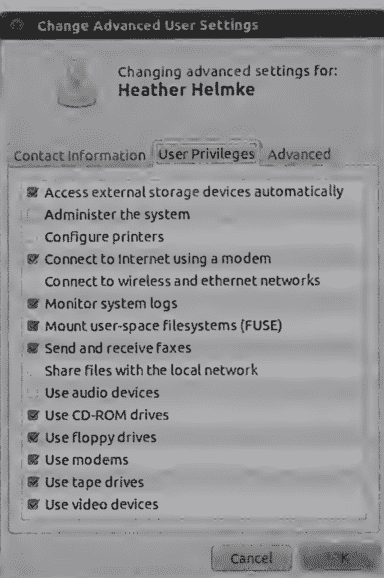 Change Advanced User Settings
Changing advanced settings for:
Heather Helmke
Contact Information User Privileges Advanced
Access external storage devices automatically
Administer the system
Configure printers
Connect to Internet using a modem
Connect to wireless and ethernet networks
Monitor system logs
Mount user-space filesystems (FUSE)
Send and receive faxes
Share files with the local network
Use audio devices
Use CD-ROM drives
Use floppy drives
Use modems
Use tape drives
Use video devices
Cancel